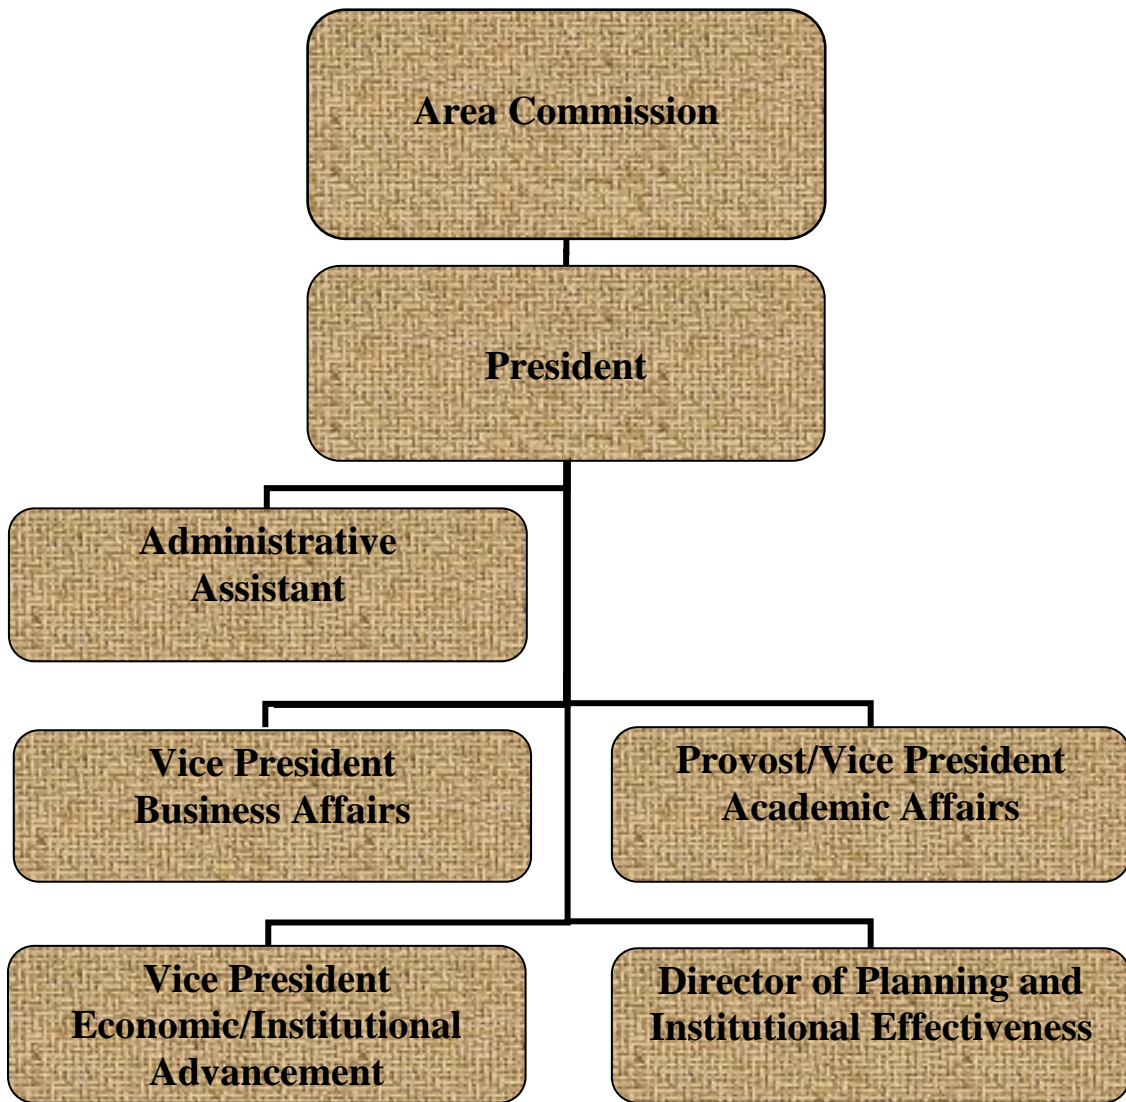 Area Commission
President
Administrative
Assistant
Vice President
Business Affairs
Provost/Vice President
Academic Affairs
Vice President
Economic/Institutional
Advancement
Director of Planning and
Institutional Effectiveness